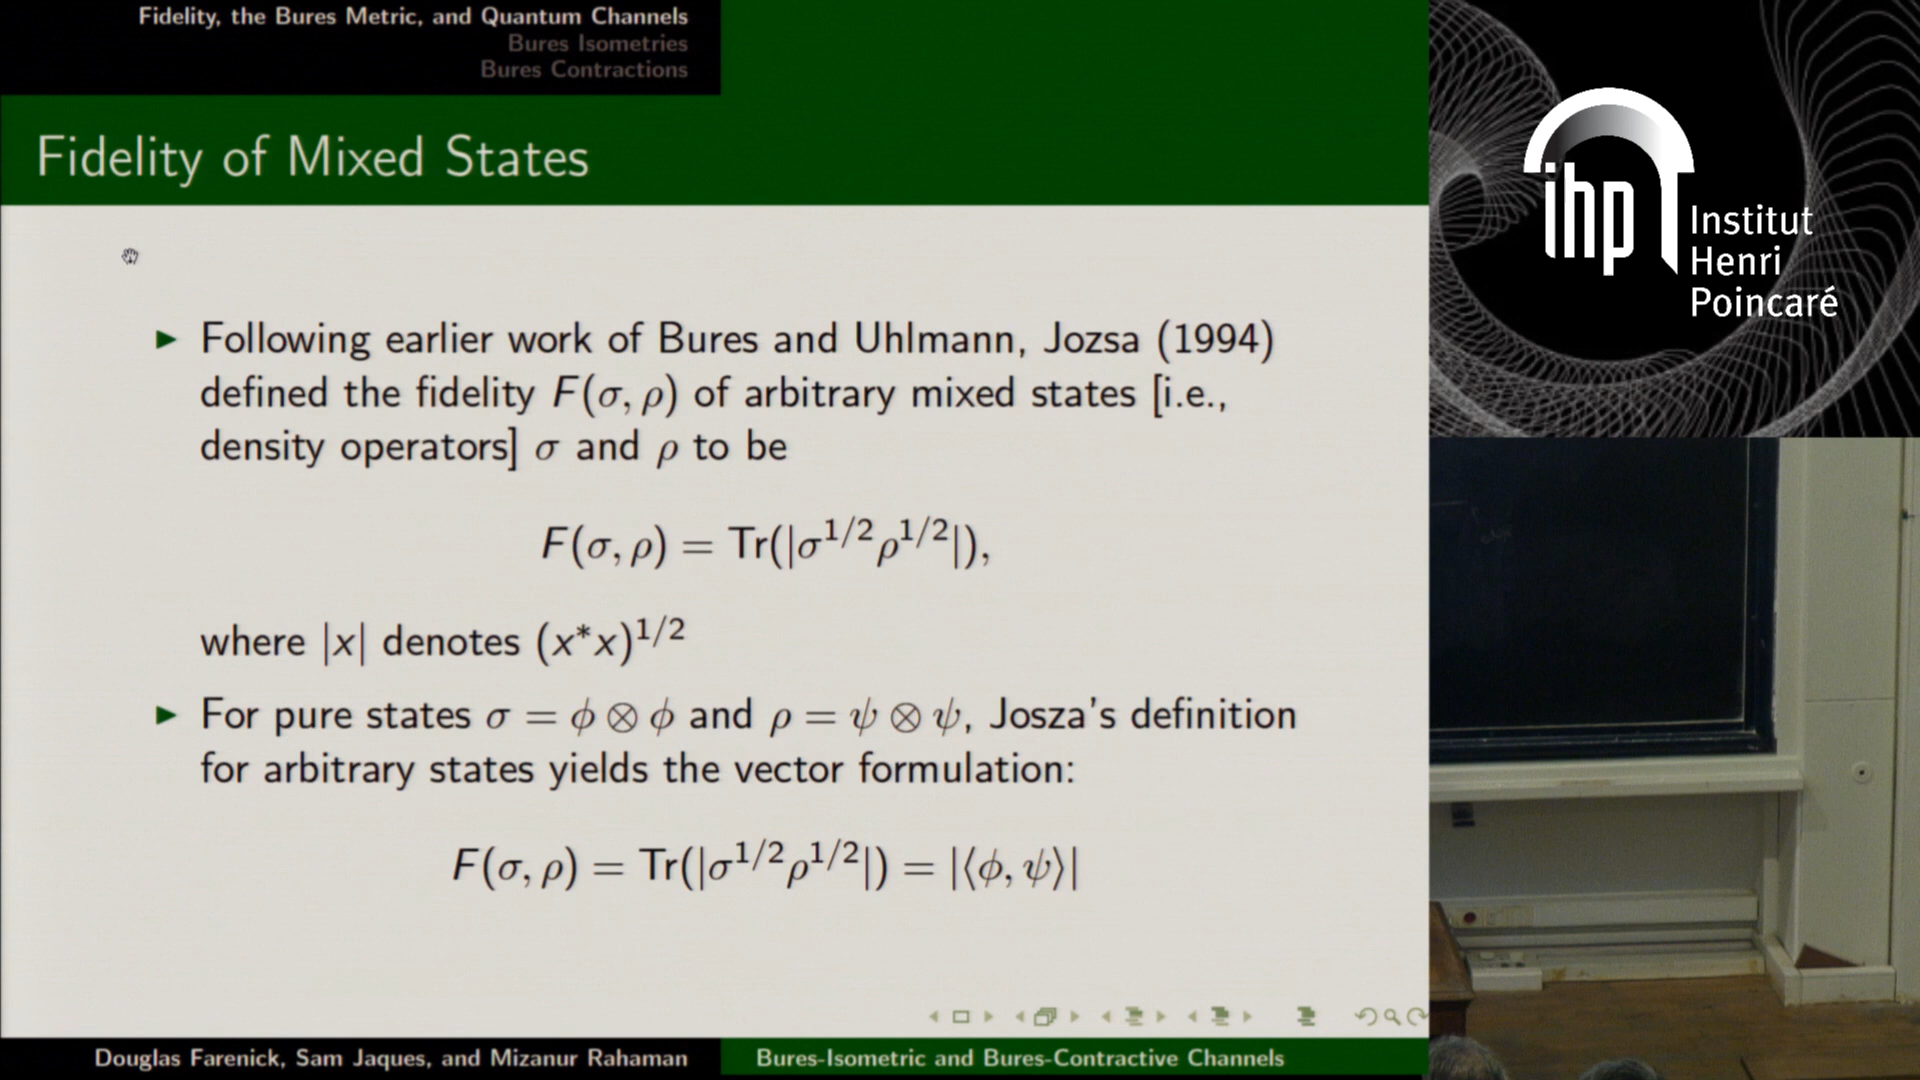 Fidelity, the Bures Metric, and Quantum Channels
Bures Isometries
Bures Contractions
Fidelity of Mixed States
Following earlier work of Bures and Uhlmann, Jozsa (1994)
defined the fidelity F(σ, ρ) of arbitrary mixed states [i.e.,
density operators] σ and ρ to be
F(σ, ρ) = Tr(|σ^{1/2}ρ^{1/2}|),
where |x| denotes (x*x)^{1/2}
For pure states σ = ϕ ⊗ ϕ and ρ = ψ ⊗ ψ, Josza's definition
for arbitrary states yields the vector formulation:
F(σ, ρ) = Tr(|σ^{1/2}ρ^{1/2}|) = |⟨ϕ, ψ⟩|
Douglas Farenick, Sam Jaques, and Mizanur Rahaman
Bures-Isometric and Bures-Contractive Channels
ihp
Institut
Henri
Poincaré